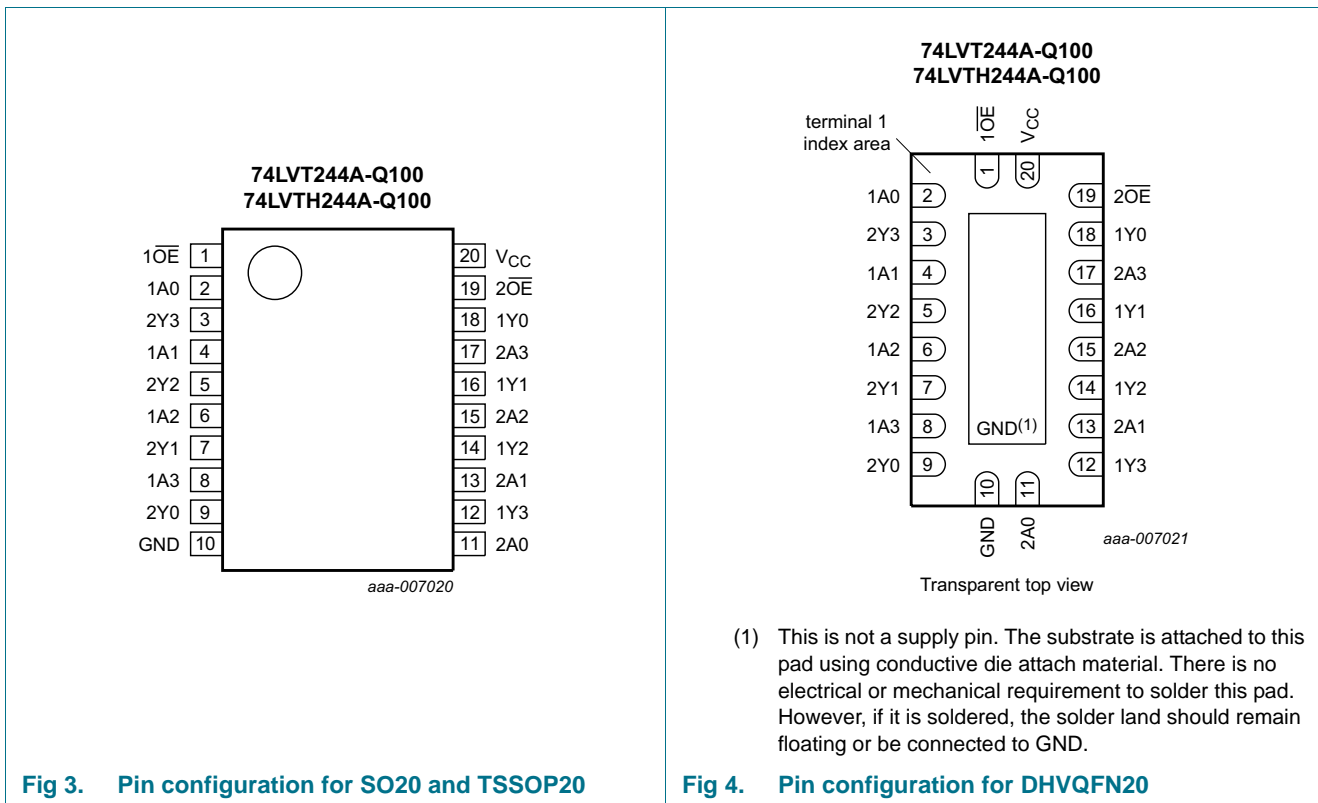 74LVT244A-Q100
74LVTH244A-Q100
1O̅E̅ 1 20 VCC
1A0 2 19 2O̅E̅
2Y3 3 18 1Y0
1A1 4 17 2A3
2Y2 5 16 1Y1
1A2 6 15 2A2
2Y1 7 14 1Y2
1A3 8 13 2A1
2Y0 9 12 1Y3
GND 10 11 2A0
aaa-007020
Fig 3. Pin configuration for SO20 and TSSOP20
74LVT244A-Q100
74LVTH244A-Q100
terminal 1
index area
1O̅E̅ VCC
1 20
1A0 2 19 2O̅E̅
2Y3 3 18 1Y0
1A1 4 17 2A3
2Y2 5 16 1Y1
1A2 6 15 2A2
2Y1 7 14 1Y2
1A3 8 GND(1) 13 2A1
2Y0 9 12 1Y3
10 11
GND 2A0
aaa-007021
Transparent top view
(1) This is not a supply pin. The substrate is attached to this
pad using conductive die attach material. There is no
electrical or mechanical requirement to solder this pad.
However, if it is soldered, the solder land should remain
floating or be connected to GND.
Fig 4. Pin configuration for DHVQFN20